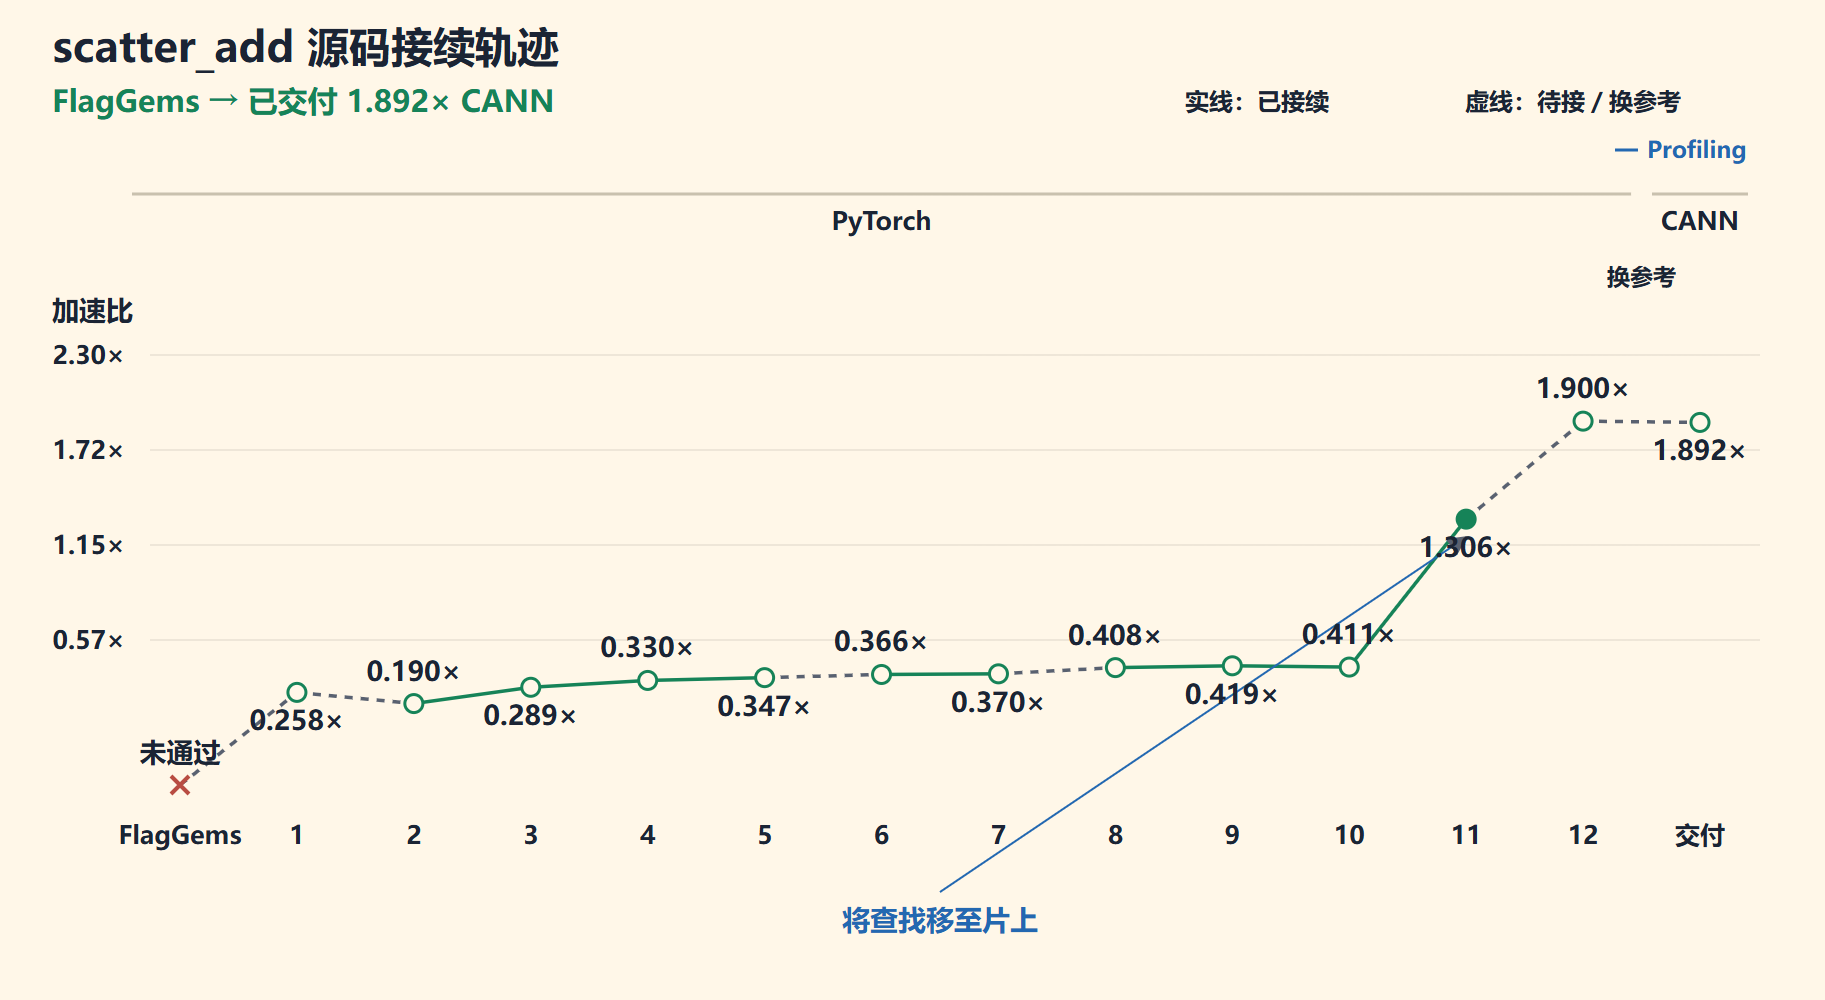 scatter_add 源码接续轨迹
FlagGems → 已交付 1.892× CANN
实线：已接续
虚线：待接 / 换参考
Profiling
PyTorch
CANN
换参考
加速比
2.30×
1.72×
1.15×
0.57×
未通过
0.258×
0.190×
0.289×
0.330×
0.347×
0.366×
0.370×
0.408×
0.419×
0.411×
1.306×
1.900×
1.892×
FlagGems 1 2 3 4 5 6 7 8 9 10 11 12 交付
将查找移至片上